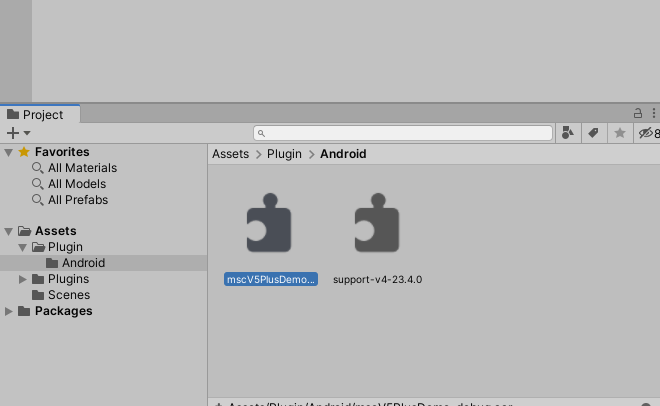 Project
8
Favorites
All Materials
All Models
All Prefabs
Assets
Plugin
Android
Plugins
Scenes
Packages
Assets > Plugin > Android
mscV5PlusDemo...
support-v4-23.4.0